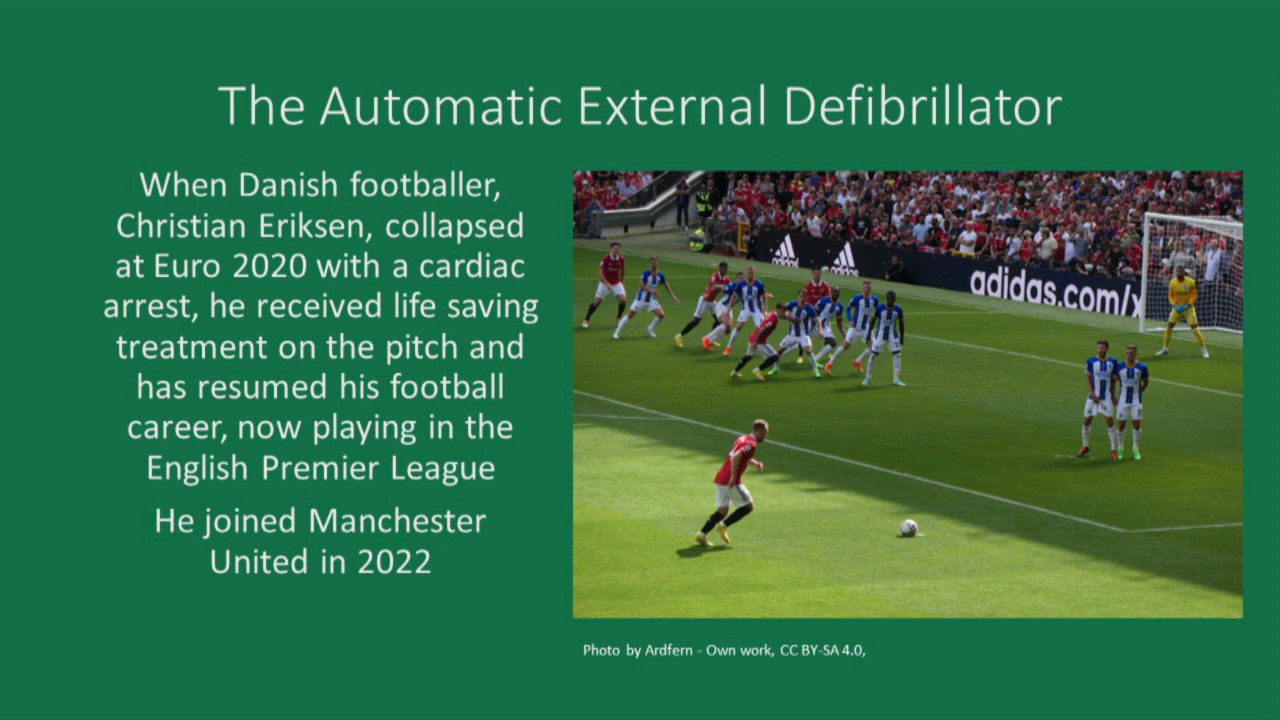 The Automatic External Defibrillator
When Danish footballer,
Christian Eriksen, collapsed
at Euro 2020 with a cardiac
arrest, he received life saving
treatment on the pitch and
has resumed his football
career, now playing in the
English Premier League
He joined Manchester
United in 2022
adidas
adidas
adidas.com/
Photo by Ardfern - Own work, CC BY-SA 4.0,